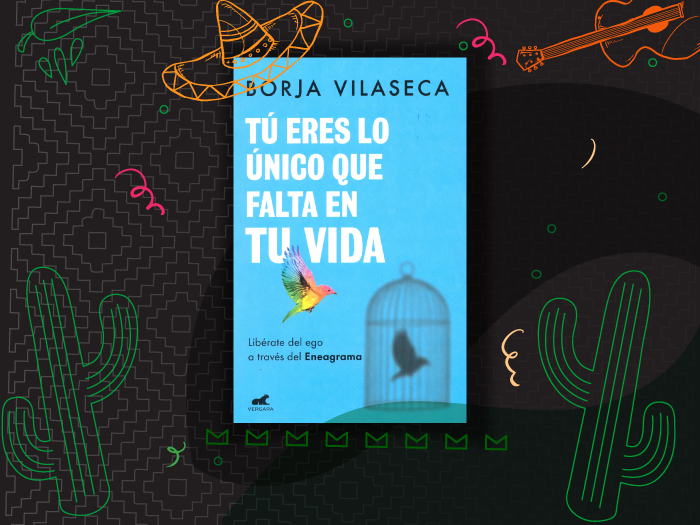 BORJA VILASECA
TÚ ERES LO
ÚNICO QUE
FALTA EN
TU VIDA
Libérate del ego
a través del Eneagrama
VERGARA